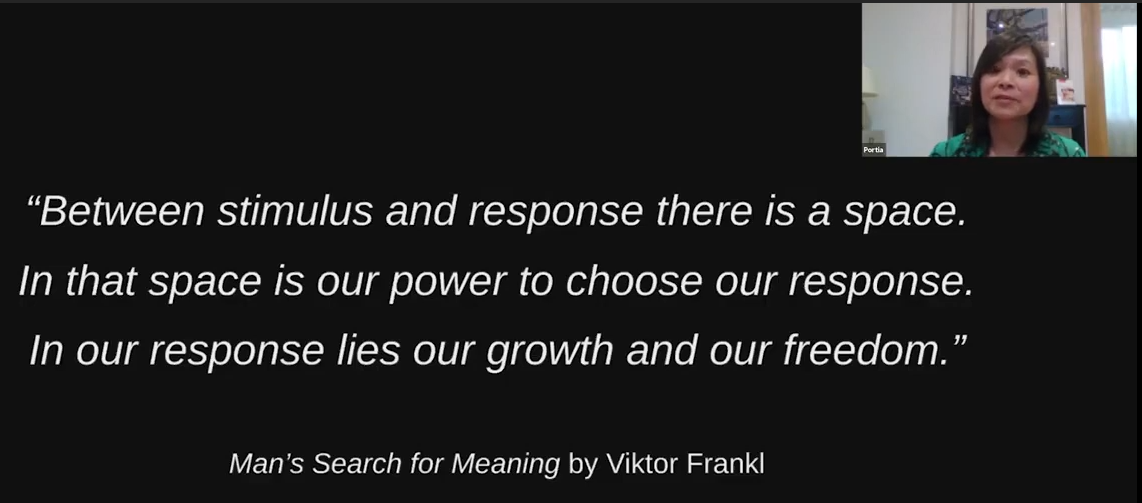 Portia
“Between stimulus and response there is a space.
In that space is our power to choose our response.
In our response lies our growth and our freedom.”
Man’s Search for Meaning by Viktor Frankl